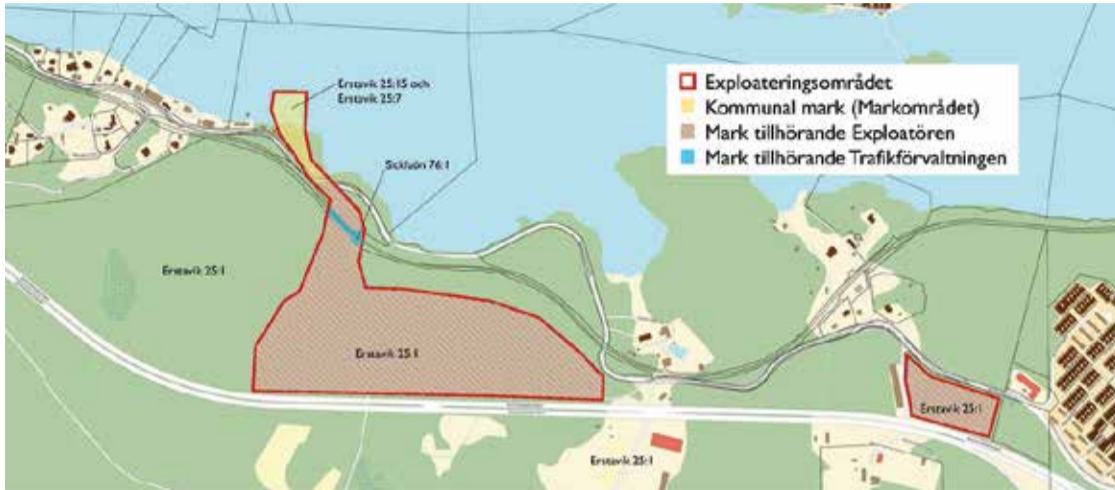 Erstavik 25:15 och
Erstavik 25:7
Exploateringsområdet
Kommunal mark (Markområdet)
Mark tillhörande Exploatören
Mark tillhörande Trafikförvaltningen
Sicklaön 76:1
Erstavik 25:1
Erstavik 25:1
Erstavik 25:1
Erstavik 25:1